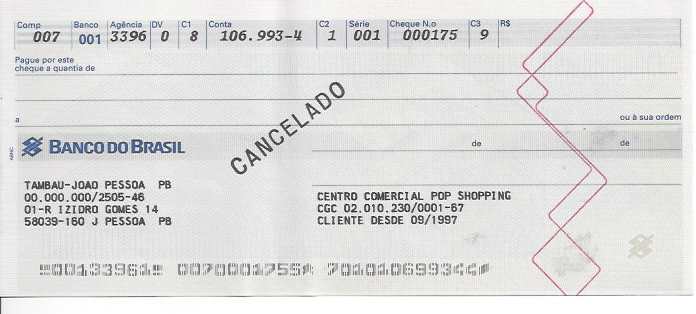 Comp Banco Agência DV C1 Conta C2 Série Cheque N.o C3 R$
007 001 3396 0 8 106.993-4 1 001 000175 9
Pague por este
cheque a quantia de
CANCELADO
a ou à sua ordem
BANCO DO BRASIL de de
TAMBAU-JOAO PESSOA PB
00.000.000/2505-46
01-R IZIDRO GOMES 14
58039-160 J PESSOA PB
CENTRO COMERCIAL POP SHOPPING
CGC 02.010.230/0001-67
CLIENTE DESDE 09/1997
00133961 0070001755 701010699344